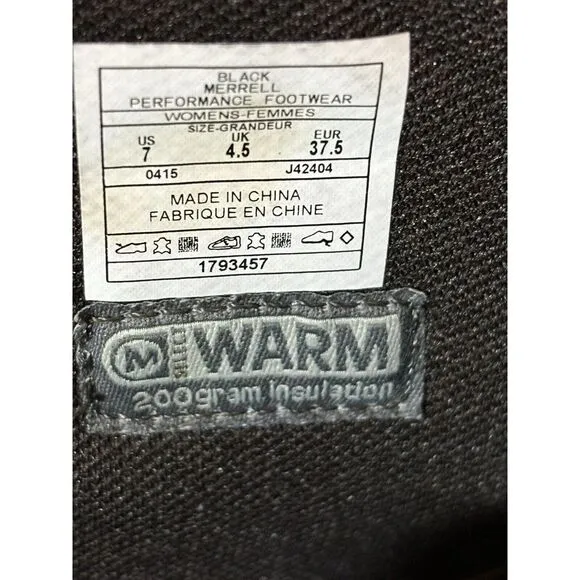 BLACK
MERRELL
PERFORMANCE FOOTWEAR
WOMENS-FEMMES
SIZE-GRANDEUR
US UK EUR
7 4.5 37.5
0415 J42404
MADE IN CHINA
FABRIQUE EN CHINE
1793457
M SELECT WARM
200gram insulation